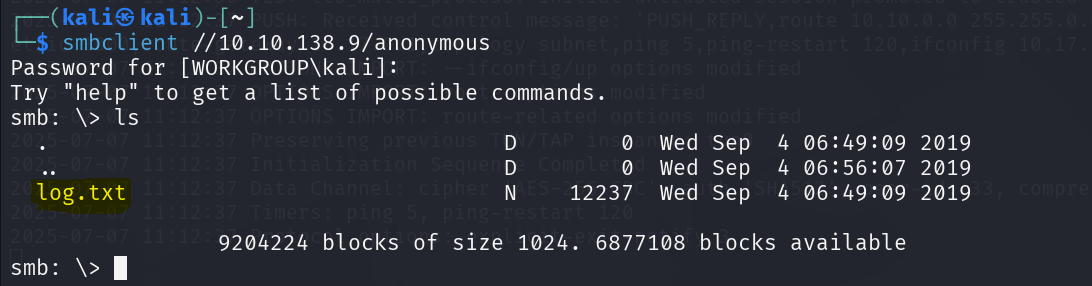 ┌──(kali㉿kali)-[~]
└─$ smbclient //10.10.138.9/anonymous
Password for [WORKGROUP\kali]:
Try "help" to get a list of possible commands.
smb: \> ls
. D 0 Wed Sep 4 06:49:09 2019
.. D 0 Wed Sep 4 06:56:07 2019
log.txt N 12237 Wed Sep 4 06:49:09 2019
9204224 blocks of size 1024. 6877108 blocks available
smb: \>